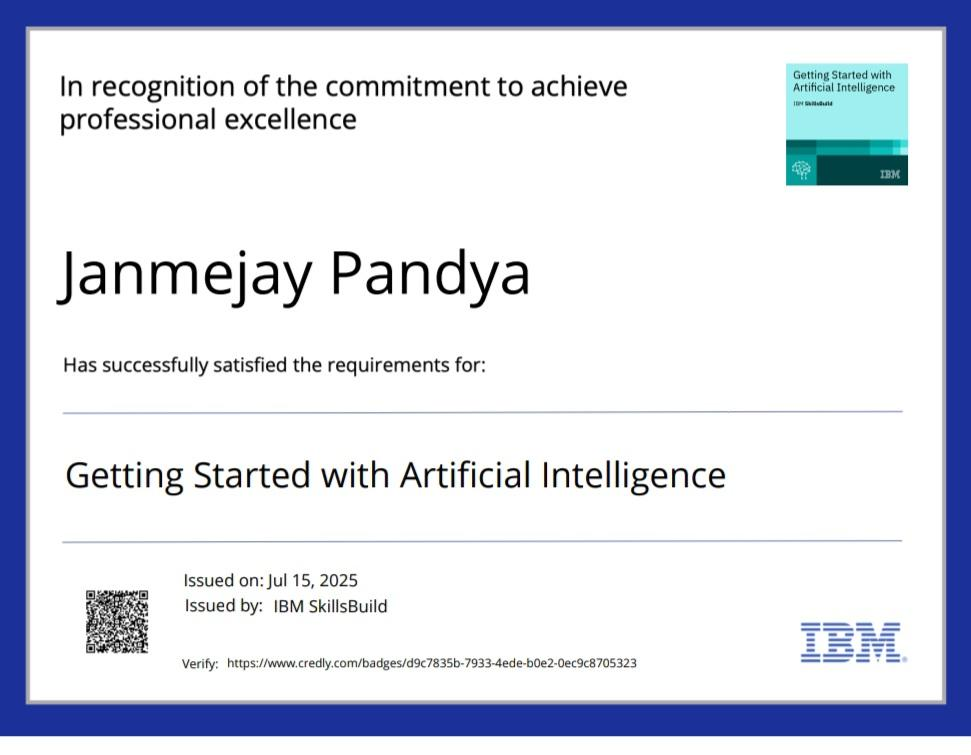 In recognition of the commitment to achieve
professional excellence
Getting Started with
Artificial Intelligence
IBM SkillsBuild
IBM
Janmejay Pandya
Has successfully satisfied the requirements for:
Getting Started with Artificial Intelligence
Issued on: Jul 15, 2025
Issued by: IBM SkillsBuild
Verify: https://www.credly.com/badges/d9c7835b-7933-4ede-b0e2-0ec9c8705323
IBM®